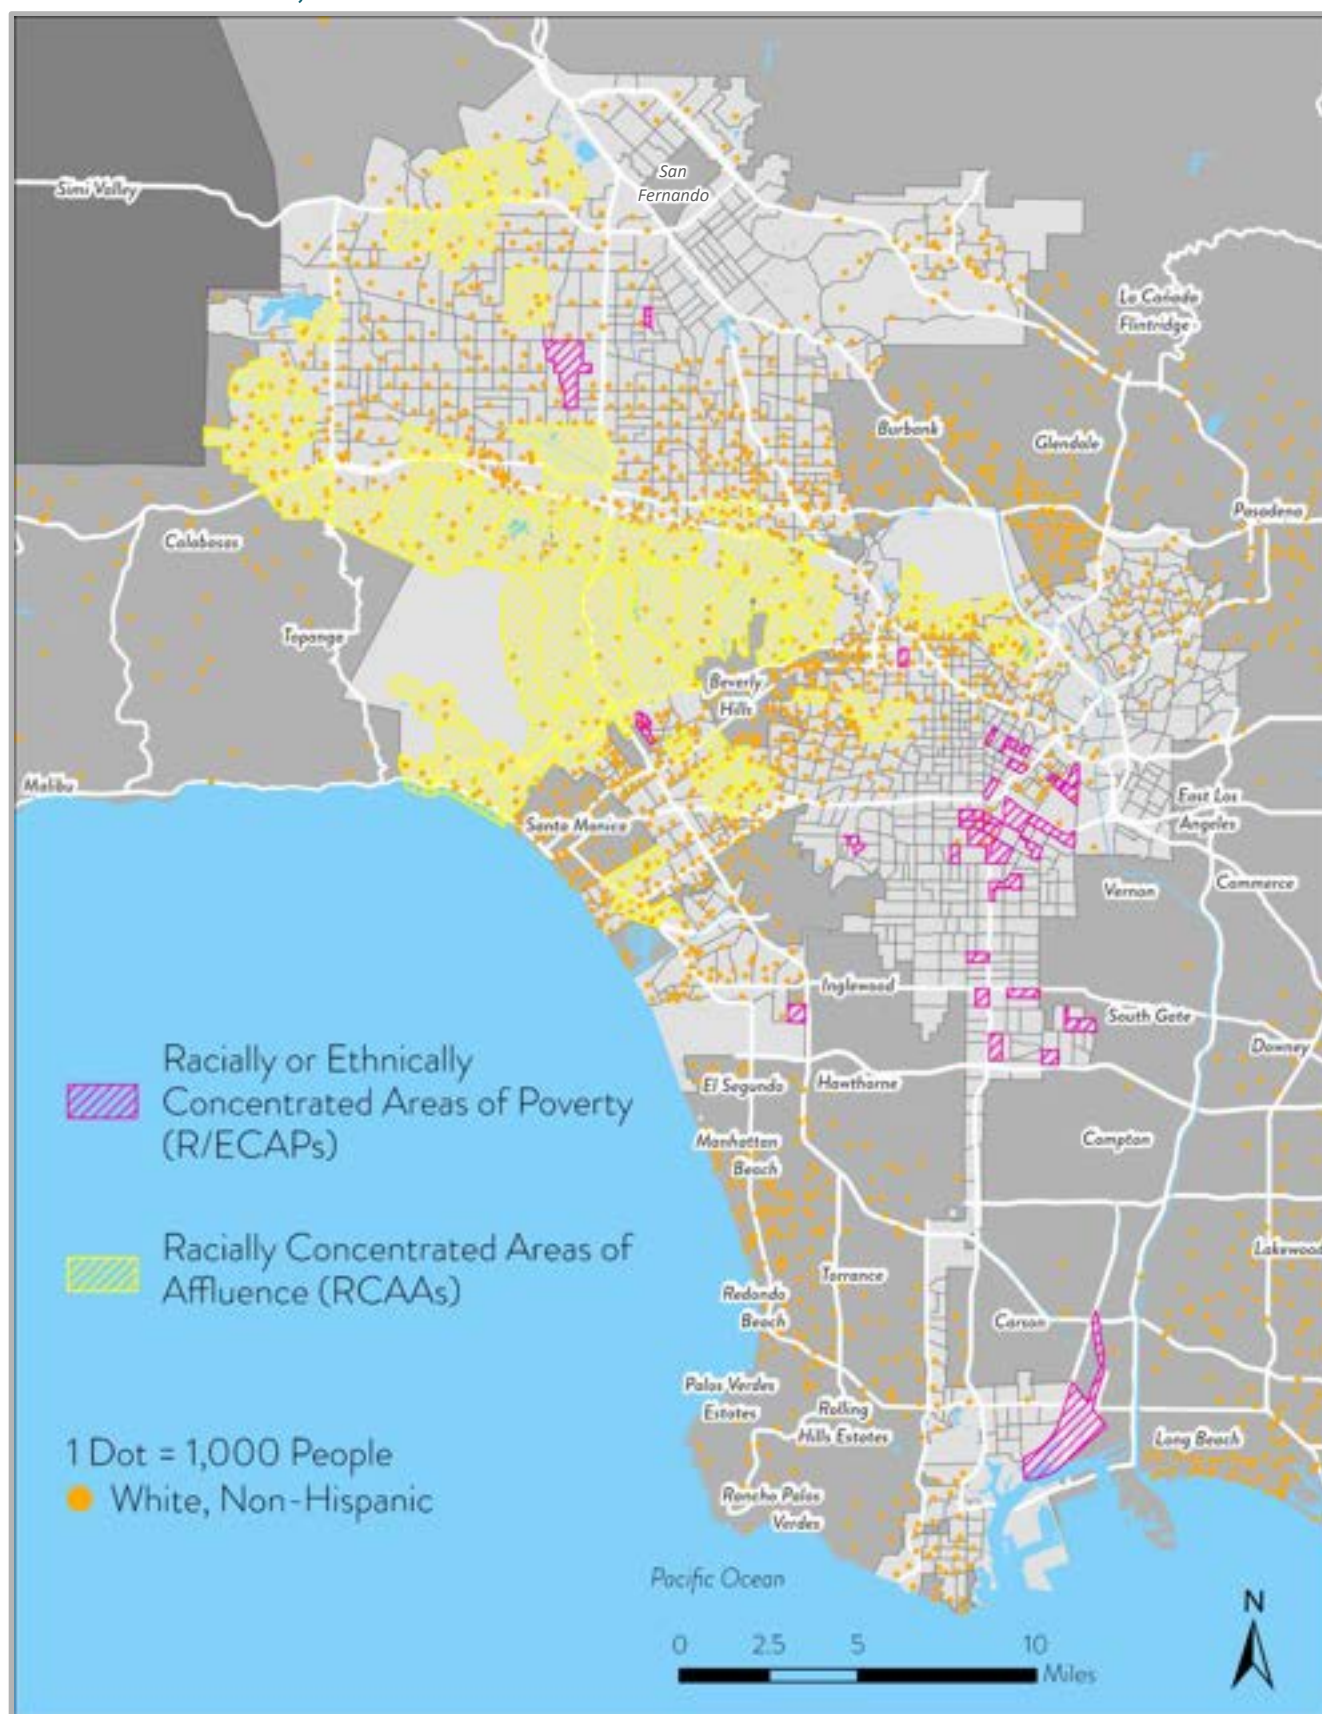 San
Fernando
Simi Valley
La Cañada
Flintridge
Burbank
Glendale
Pasadena
Calabasas
Topanga
Beverly
Hills
Malibu
Santa Monica
East Los
Angeles
Vernon
Commerce
Inglewood
South Gate
Downey
El Segundo
Hawthorne
Manhattan
Beach
Compton
Lakewood
Torrance
Redondo
Beach
Carson
Palos Verdes
Estates
Rolling
Hills Estates
Long Beach
Rancho Palos
Verdes
Pacific Ocean
Racially or Ethnically
Concentrated Areas of Poverty
(R/ECAPs)
Racially Concentrated Areas of
Affluence (RCAAs)
1 Dot = 1,000 People
White, Non-Hispanic
N
0 2.5 5 10
Miles